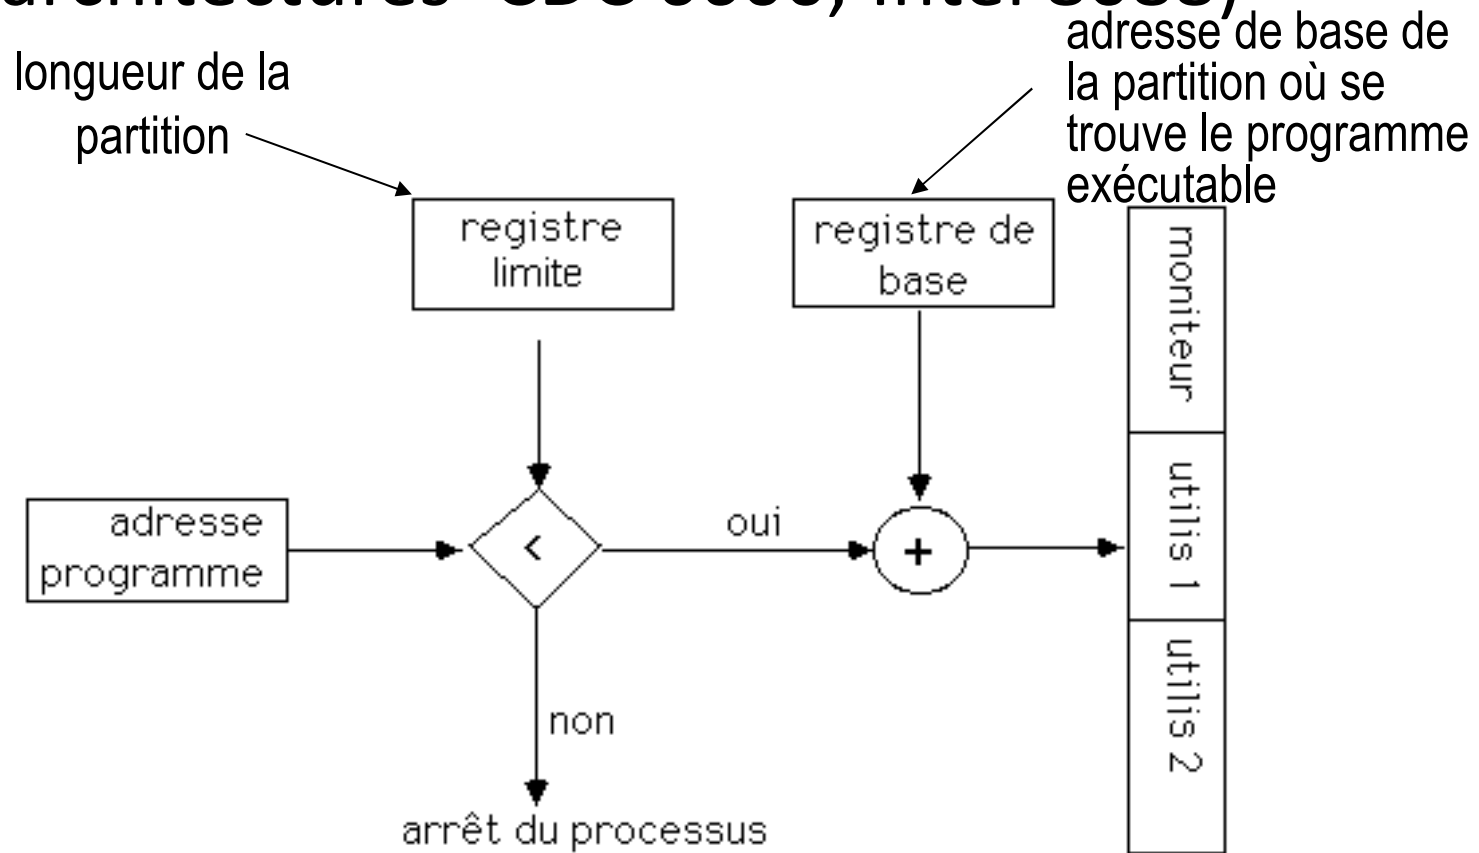 longueur de la
partition
adresse de base de
la partition où se
trouve le programme
exécutable
registre
limite
registre de
base
moniteur
utilis 1
utilis 2
adresse
programme
<
oui
+
non
arrêt du processus